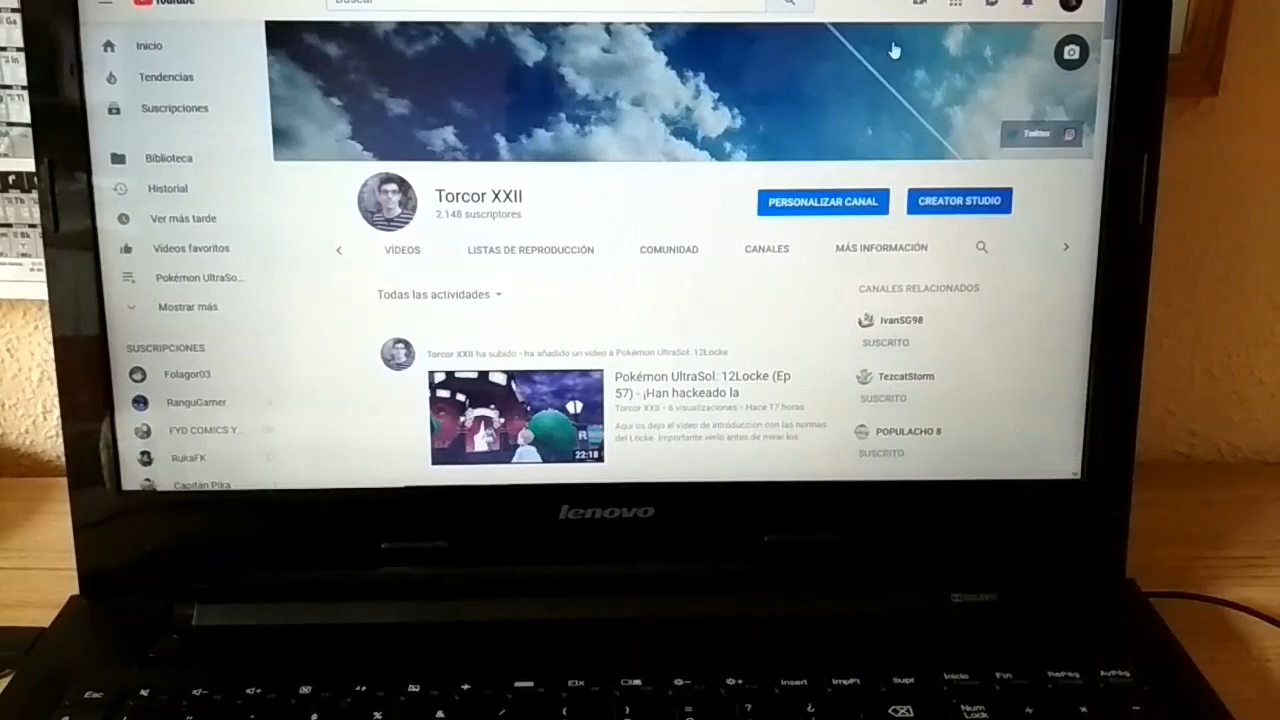 YouTube
Buscar
Inicio
Tendencias
Suscripciones
Biblioteca
Historial
Ver más tarde
Vídeos favoritos
Pokémon UltraSo...
Mostrar más
SUSCRIPCIONES
Folagor03
RanguGamer
FYD COMICS Y...
RukaFK
Capitán Pika
Twitter
Torcor XXII
2.148 suscriptores
PERSONALIZAR CANAL
CREATOR STUDIO
VÍDEOS
LISTAS DE REPRODUCCIÓN
COMUNIDAD
CANALES
MÁS INFORMACIÓN
Todas las actividades
Torcor XXII ha subido - ha añadido un vídeo a Pokémon UltraSol: 12Locke
22:18
Pokémon UltraSol: 12Locke (Ep
57) - ¡Han hackeado la
Torcor XXII - 6 visualizaciones - Hace 17 horas
Aquí os dejo el vídeo de introducción con las normas
del Locke. Importante verlo antes de mirar los
CANALES RELACIONADOS
IvanSG98
SUSCRITO
TezcatStorm
SUSCRITO
POPULACHO 8
SUSCRITO
lenovo
Esc
Insert
ImpPt
Supr
Inicio
Fin
RePág
AvPág
Num
Lock